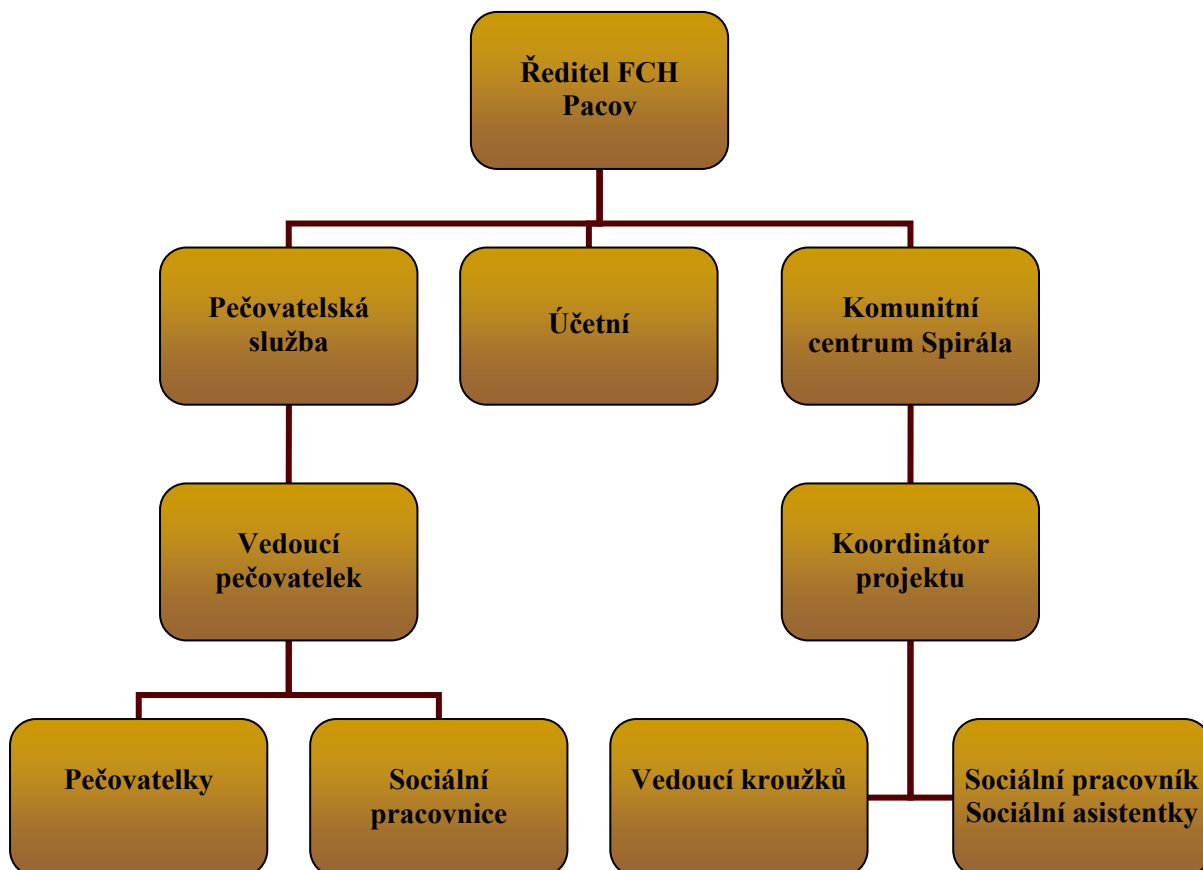 Ředitel FCH
Pacov
Pečovatelská
služba
Účetní
Komunitní
centrum Spirála
Vedoucí
pečovatelek
Koordinátor
projektu
Pečovatelky
Sociální
pracovnice
Vedoucí kroužků
Sociální pracovník
Sociální asistentky